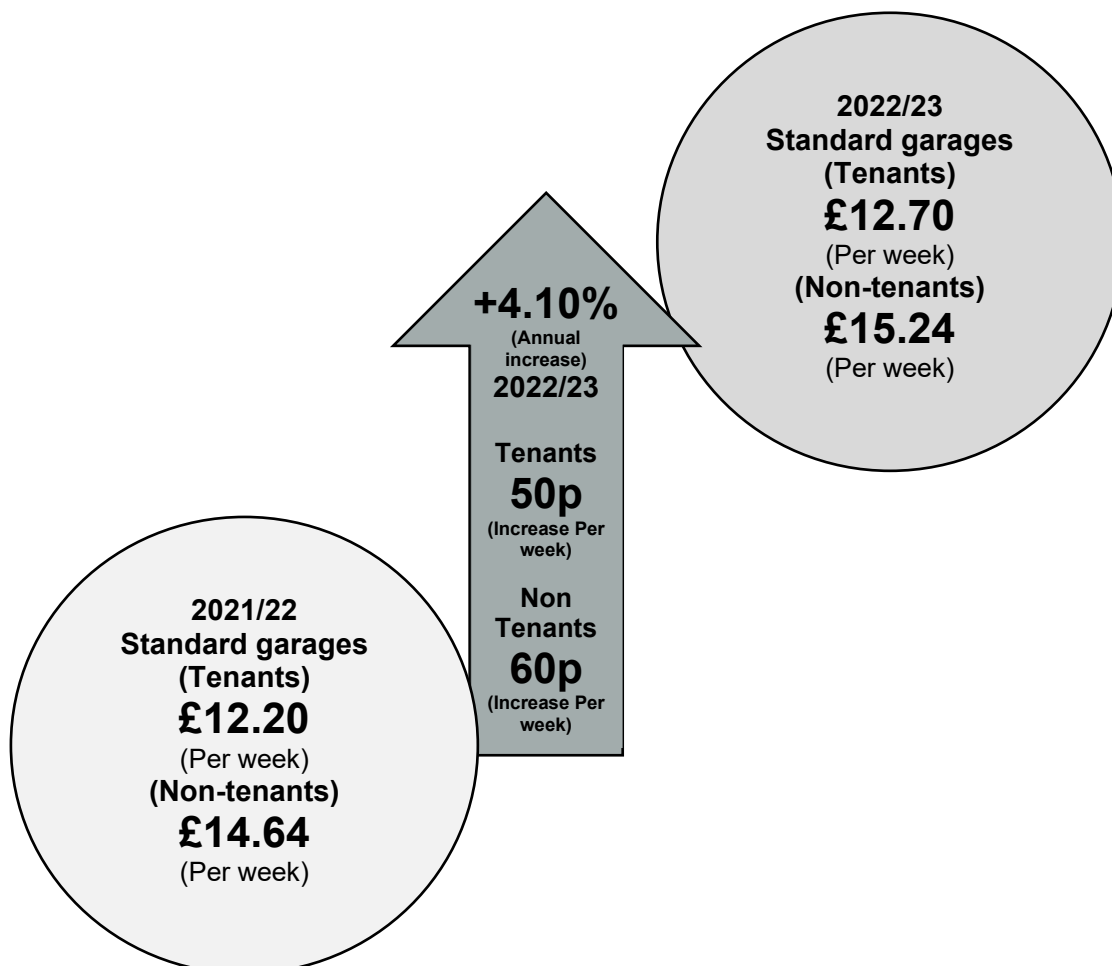 2022/23
Standard garages
(Tenants)
£12.70
(Per week)
(Non-tenants)
£15.24
(Per week)
+4.10%
(Annual
increase)
2022/23
Tenants
50p
(Increase Per
week)
Non
Tenants
60p
(Increase Per
week)
2021/22
Standard garages
(Tenants)
£12.20
(Per week)
(Non-tenants)
£14.64
(Per week)